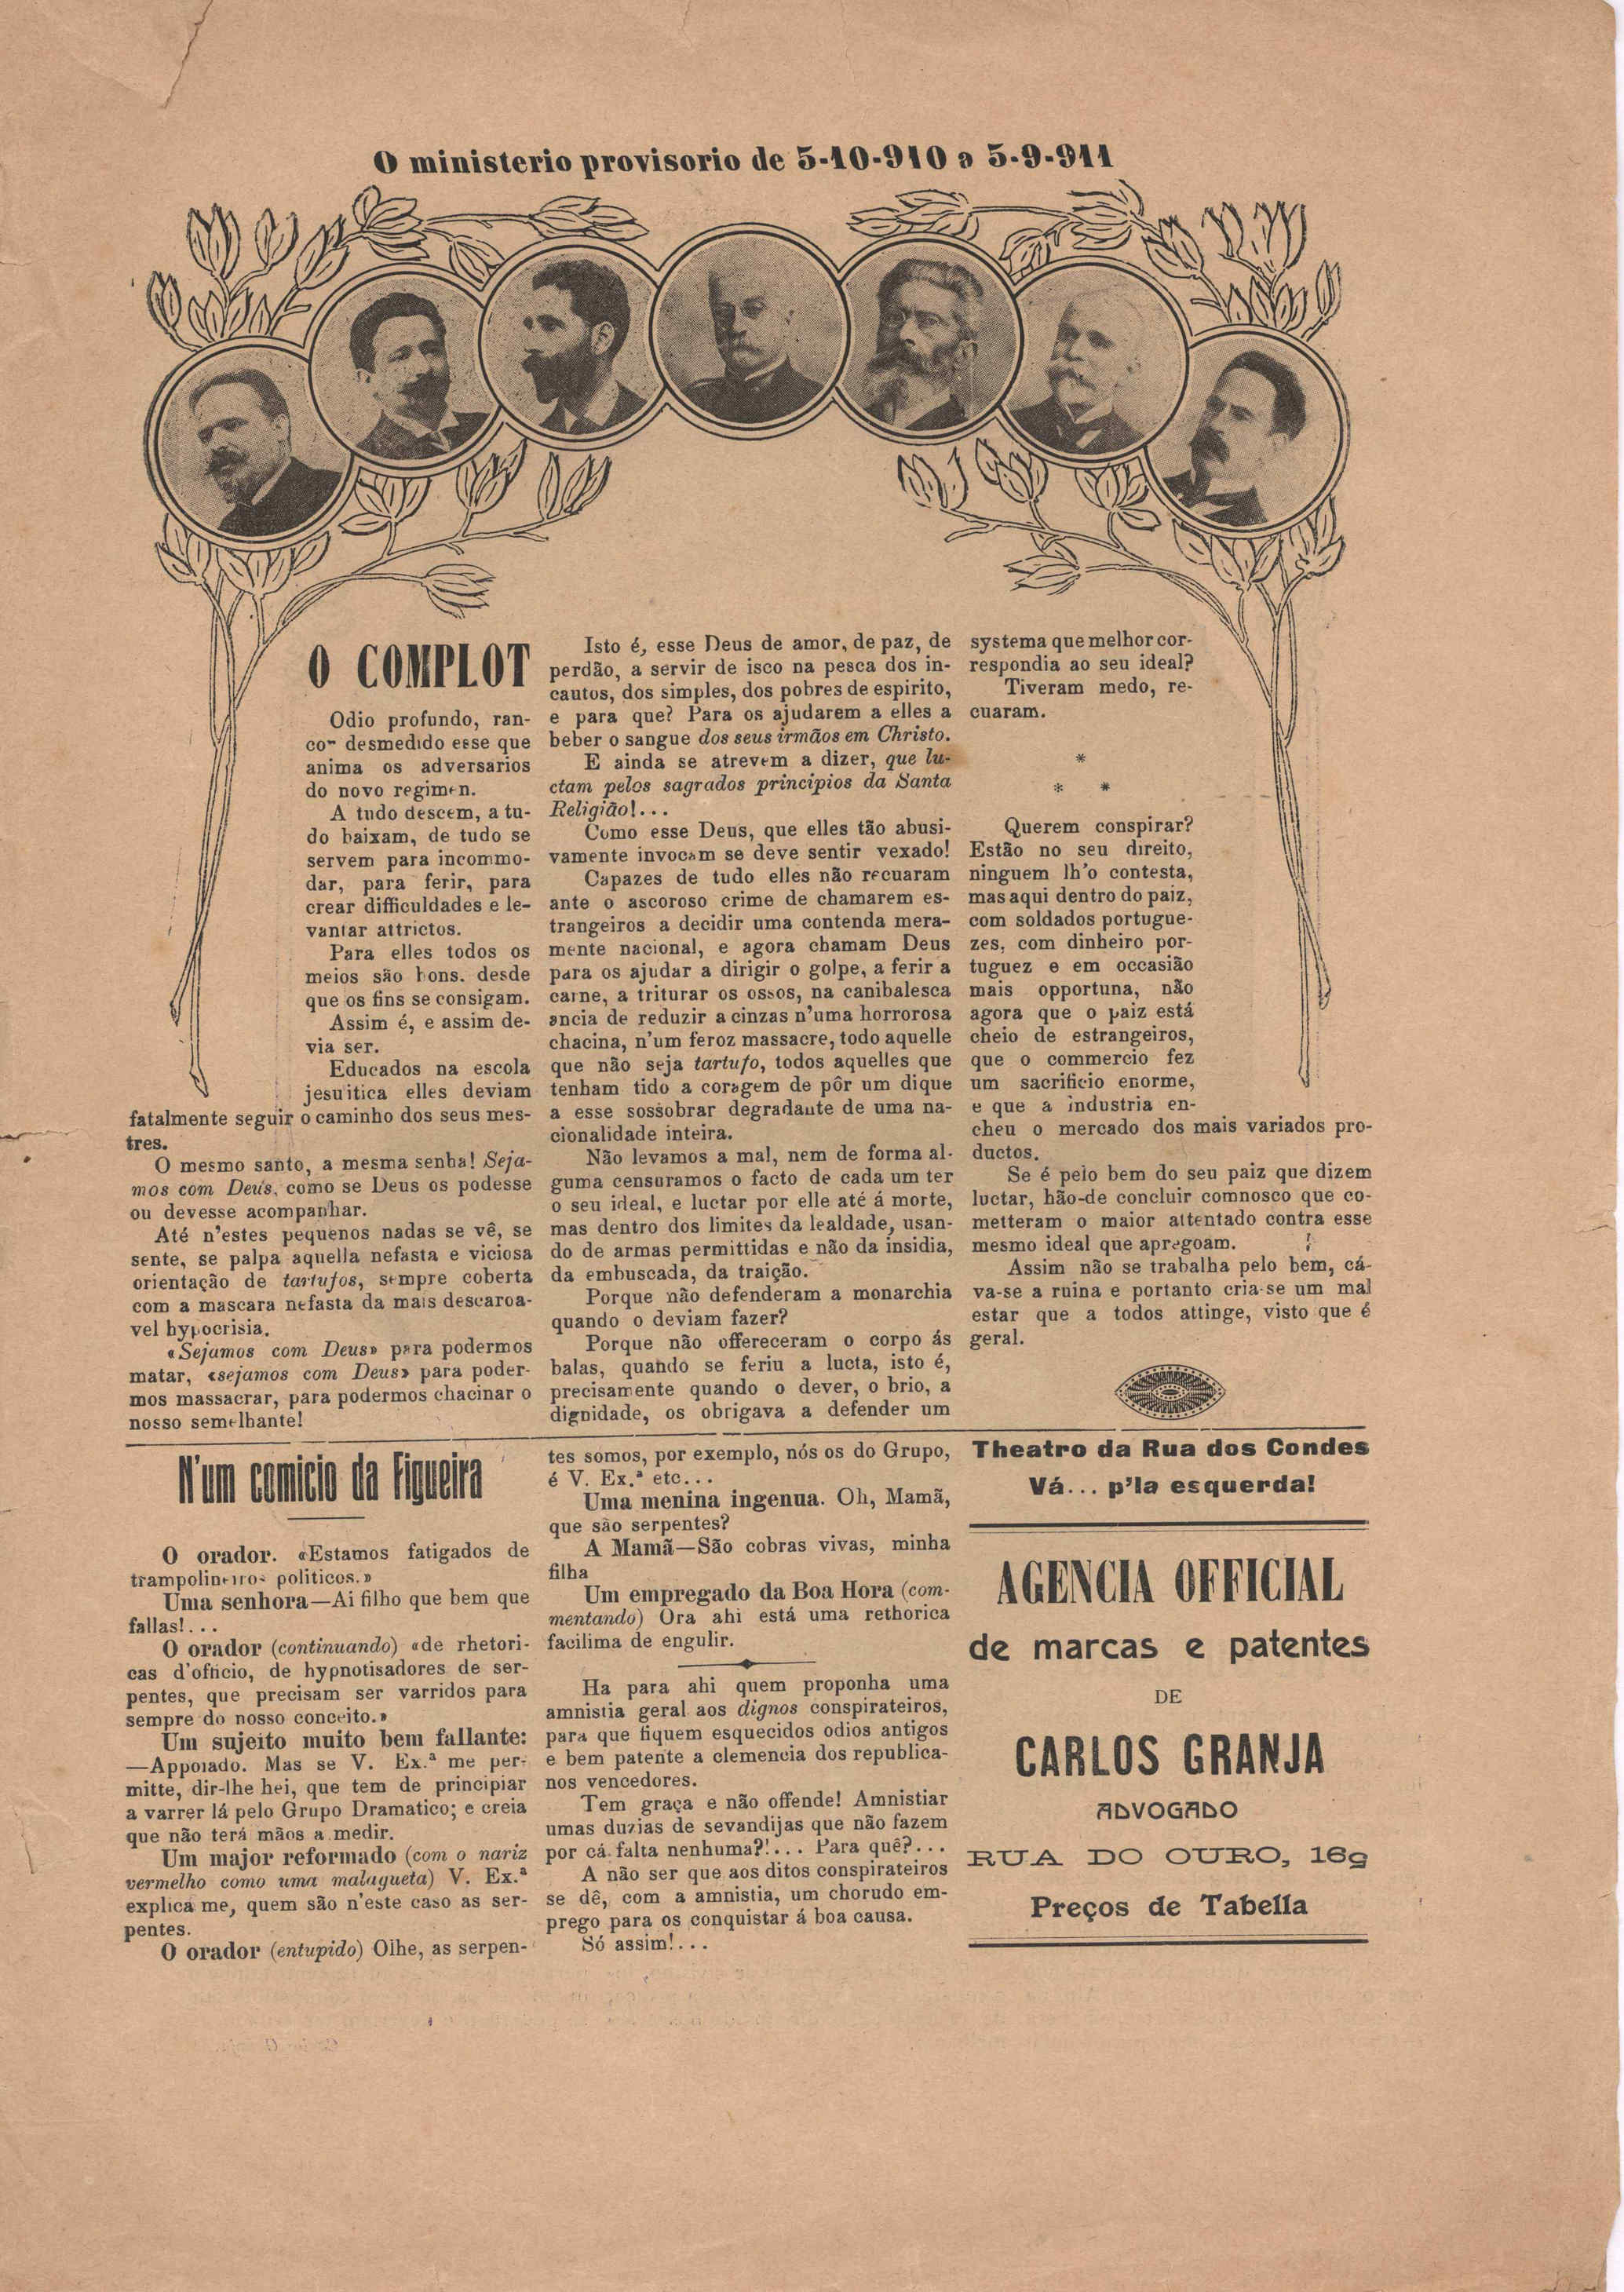 O ministerio provisorio de 5-10-910 a 5-9-911
O COMPLOT
Odio profundo, ran-
cor desmedido esse que
anima os adversarios
do novo regimen.
A tudo descem, a tu-
do baixam, de tudo se
servem para incommo-
dar, para ferir, para
crear difficuldades e le-
vantar attrictos.
Para elles todos os
meios são bons, desde
que os fins se consigam.
Assim é, e assim de-
via ser.
Educados na escola
jesuitica elles deviam
fatalmente seguir o caminho dos seus mes-
tres.
O mesmo santo, a mesma senha! Seja-
mos com Deus, como se Deus os podesse
ou devesse acompanhar.
Até n'estes pequenos nadas se vê, se
sente, se palpa aquella nefasta e viciosa
orientação de tartufos, sempre coberta
com a mascara nefasta da mais descaroa-
vel hypocrisia.
«Sejamos com Deus» para podermos
matar, «sejamos com Deus» para poder-
mos massacrar, para podermos chacinar o
nosso semelhante!
Isto é, esse Deus de amor, de paz, de
perdão, a servir de isco na pesca dos in-
cautos, dos simples, dos pobres de espirito,
e para que? Para os ajudarem a elles a
beber o sangue dos seus irmãos em Christo.
E ainda se atrevem a dizer, que lu-
ctam pelos sagrados principios da Santa
Religião!...
Como esse Deus, que elles tão abusi-
vamente invocam se deve sentir vexado!
Capazes de tudo elles não recuaram
ante o ascoroso crime de chamarem es-
trangeiros a decidir uma contenda mera-
mente nacional, e agora chamam Deus
para os ajudar a dirigir o golpe, a ferir a
carne, a triturar os ossos, na canibalesca
ancia de reduzir a cinzas n'uma horrorosa
chacina, n'um feroz massacre, todo aquelle
que não seja tartufo, todos aquelles que
tenham tido a coragem de pôr um dique
a esse sossobrar degradante de uma na-
cionalidade inteira.
Não levamos a mal, nem de forma al-
guma censuramos o facto de cada um ter
o seu ideal, e luctar por elle até á morte,
mas dentro dos limites da lealdade, usan-
do de armas permittidas e não da insidia,
da embuscada, da traição.
Porque não defenderam a monarchia
quando o deviam fazer?
Porque não offereceram o corpo ás
balas, quando se feriu a lucta, isto é,
precisamente quando o dever, o brio, a
dignidade, os obrigava a defender um
systema que melhor cor-
respondia ao seu ideal?
Tiveram medo, re-
cuaram.
*
* *
Querem conspirar?
Estão no seu direito,
ninguem lh'o contesta,
mas aqui dentro do paiz,
com soldados portugue-
zes, com dinheiro por-
tuguez e em occasião
mais opportuna, não
agora que o paiz está
cheio de estrangeiros,
que o commercio fez
um sacrificio enorme,
e que a industria en-
cheu o mercado dos mais variados pro-
ductos.
Se é pelo bem do seu paiz que dizem
luctar, hão-de concluir comnosco que co-
metteram o maior attentado contra esse
mesmo ideal que apregoam.
Assim não se trabalha pelo bem, cá-
va-se a ruina e portanto cria-se um mal
estar que a todos attinge, visto que é
geral.
N'um comicio da Figueira
O orador. «Estamos fatigados de
trampolineiros politicos.»
Uma senhora—Ai filho que bem que
fallas!...
O orador (continuando) «de rhetori-
cas d'officio, de hypnotisadores de ser-
pentes, que precisam ser varridos para
sempre do nosso conceito.»
Um sujeito muito bem fallante:
—Appoiado. Mas se V. Ex.ª me per-
mitte, dir-lhe hei, que tem de principiar
a varrer lá pelo Grupo Dramatico; e creia
que não terá mãos a medir.
Um major reformado (com o nariz
vermelho como uma malagueta) V. Ex.ª
explica me, quem são n'este caso as ser-
pentes.
O orador (entupido) Olhe, as serpen-
tes somos, por exemplo, nós os do Grupo,
é V. Ex.ª etc...
Uma menina ingenua. Oh, Mamã,
que são serpentes?
A Mamã—São cobras vivas, minha
filha
Um empregado da Boa Hora (com-
mentando) Ora ahi está uma rethorica
facilima de engulir.
Ha para ahi quem proponha uma
amnistia geral aos dignos conspirateiros,
para que fiquem esquecidos odios antigos
e bem patente a clemencia dos republica-
nos vencedores.
Tem graça e não offende! Amnistiar
umas duzias de sevandijas que não fazem
por cá falta nenhuma?!... Para quê?...
A não ser que aos ditos conspirateiros
se dê, com a amnistia, um chorudo em-
prego para os conquistar á boa causa.
Só assim!...
Theatro da Rua dos Condes
Vá... p'la esquerda!
AGENCIA OFFICIAL
de marcas e patentes
DE
CARLOS GRANJA
ADVOGADO
RUA DO OURO, 169
Preços de Tabella